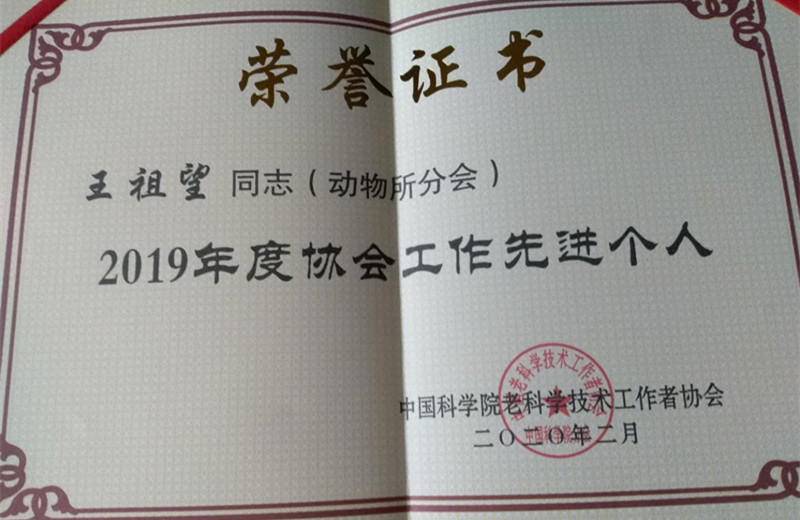 荣誉证书
王祖望 同志（动物所分会）
2019年度协会工作先进个人
中国科学院老科学技术工作者协会
二〇二〇年二月